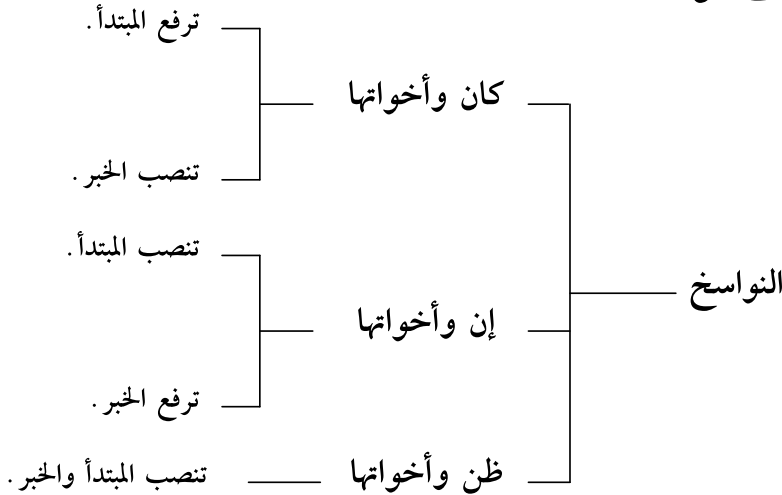 ترفع المبتدأ.
كان وأخواتها
تنصب الخبر.
تنصب المبتدأ.
النواسخ
إن وأخواتها
ترفع الخبر.
ظن وأخواتها
تنصب المبتدأ والخبر.